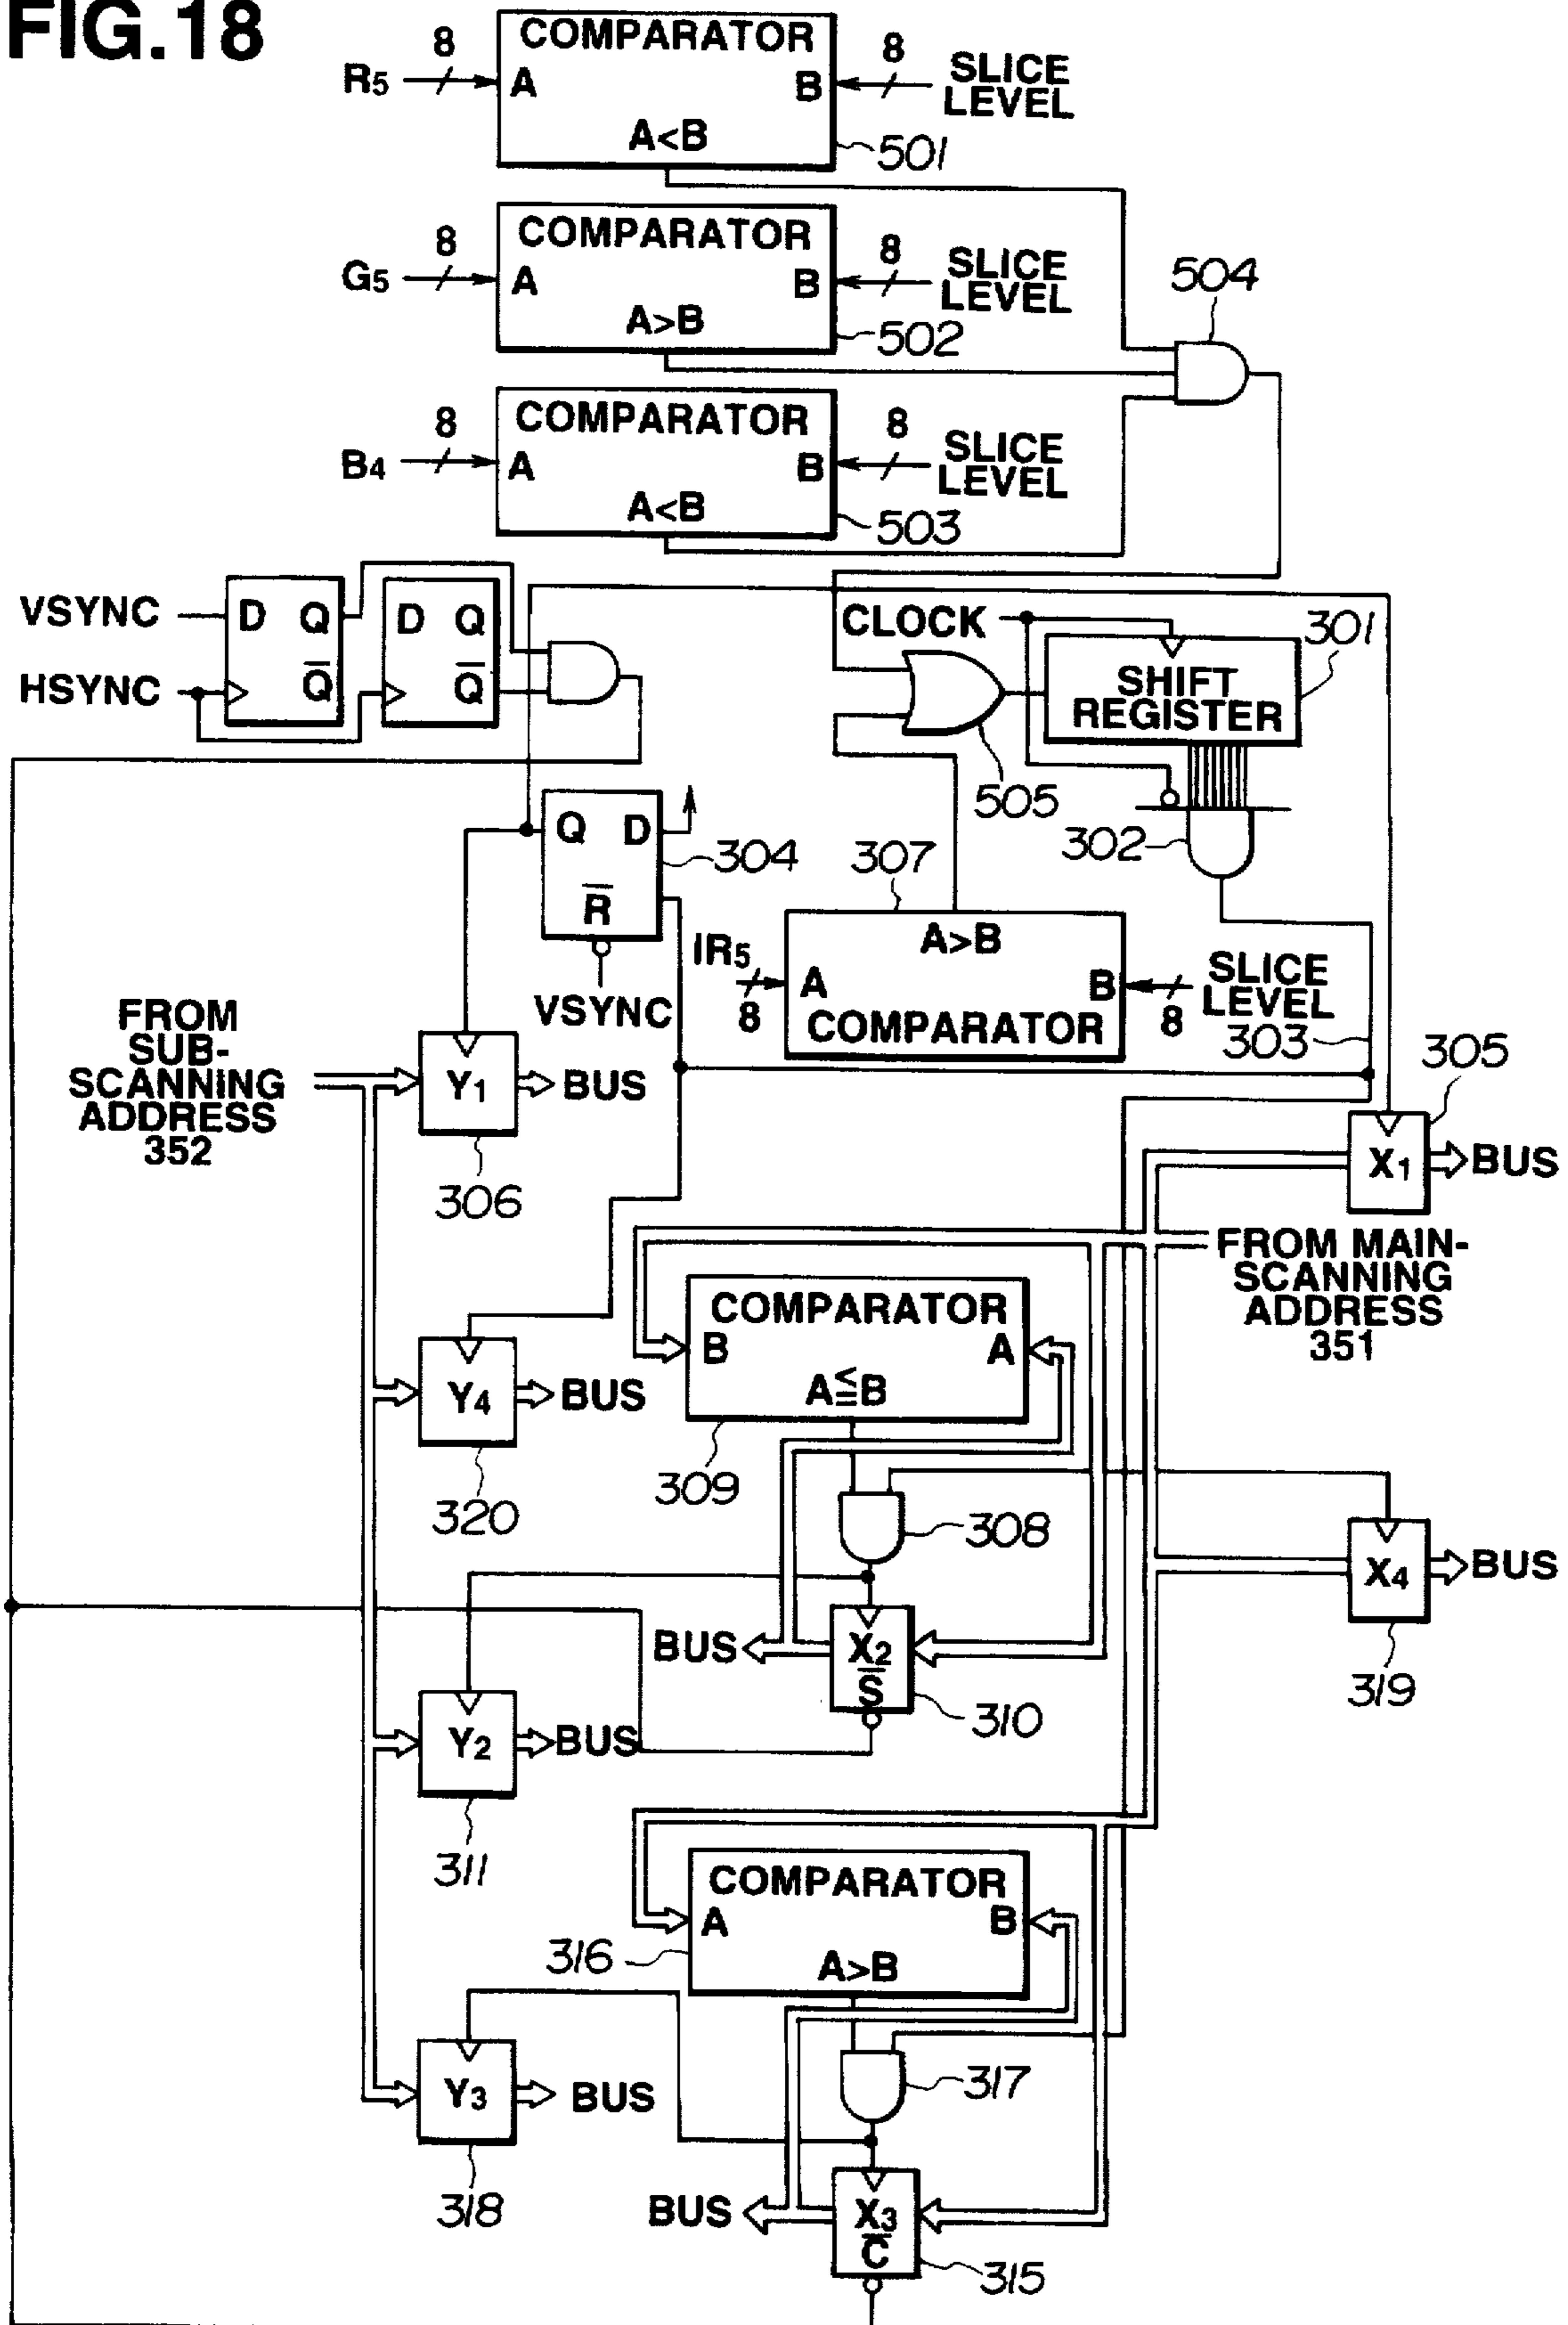 FIG.18
COMPARATOR
R5
8
A
B
8
SLICE
LEVEL
A<B
501
COMPARATOR
G5
8
A
B
8
SLICE
LEVEL
A>B
502
504
COMPARATOR
B4
8
A
B
8
SLICE
LEVEL
A<B
503
VSYNC
HSYNC
D Q
Q̅
D Q
Q̅
CLOCK
301
SHIFT
REGISTER
505
302
Q D
R̅
304
VSYNC
307
A>B
IR5
8
A
B
8
SLICE
LEVEL
COMPARATOR
303
305
FROM
SUB-
SCANNING
ADDRESS
352
Y1
BUS
306
X1
BUS
FROM MAIN-
SCANNING
ADDRESS
351
COMPARATOR
B
A
A≦B
309
Y4
BUS
320
308
X4
BUS
319
BUS
X2
S̅
310
Y2
BUS
311
COMPARATOR
A
B
A>B
316
317
Y3
BUS
318
BUS
X3
C̅
315